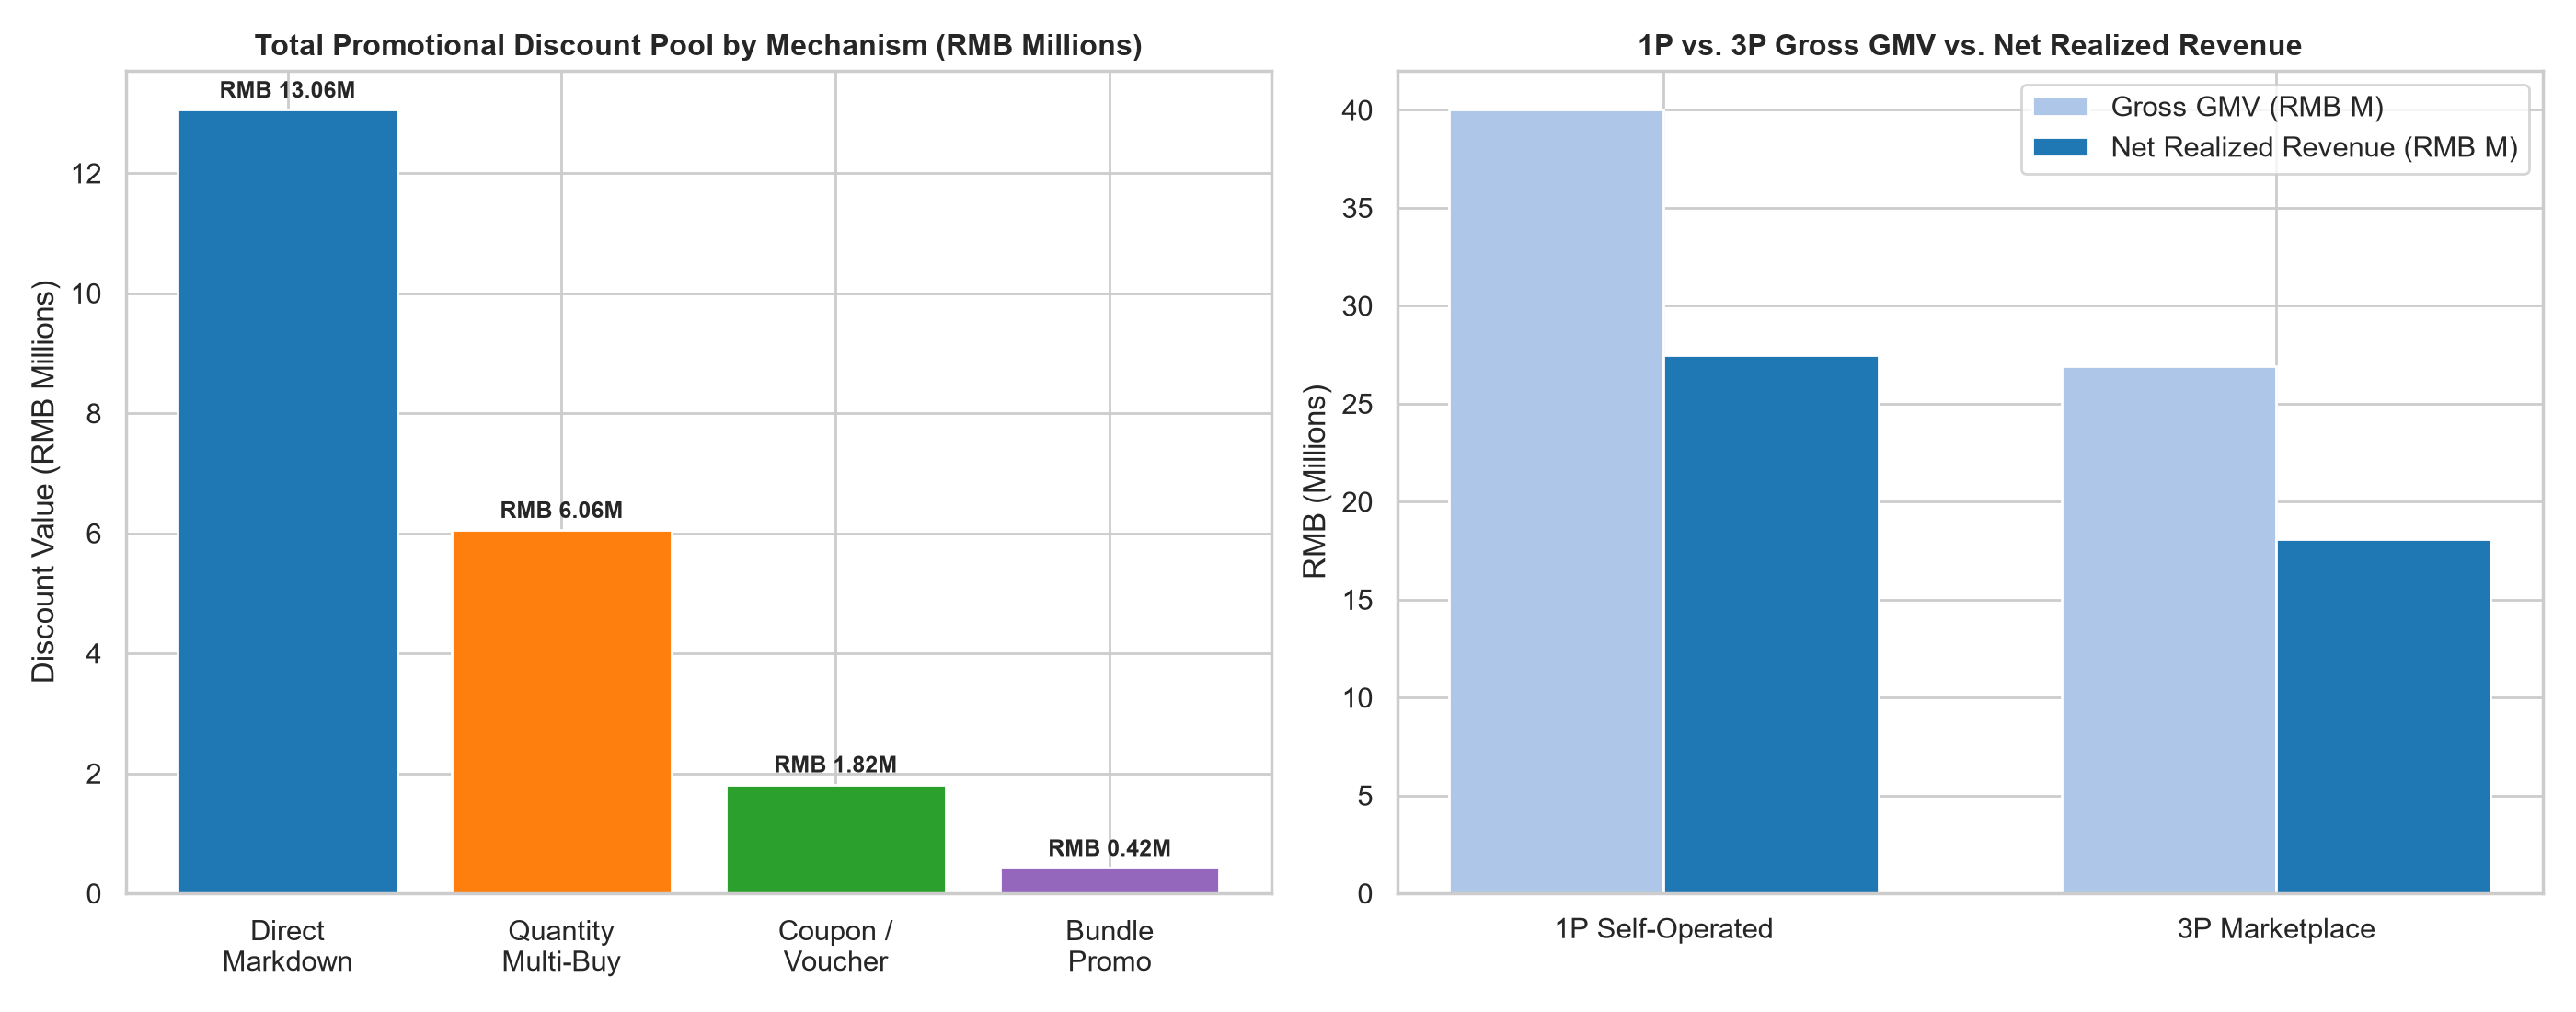 Total Promotional Discount Pool by Mechanism (RMB Millions)
Discount Value (RMB Millions)
12
10
8
6
4
2
0
RMB 13.06M
RMB 6.06M
RMB 1.82M
RMB 0.42M
Direct
Markdown
Quantity
Multi-Buy
Coupon /
Voucher
Bundle
Promo
1P vs. 3P Gross GMV vs. Net Realized Revenue
RMB (Millions)
40
35
30
25
20
15
10
5
0
Gross GMV (RMB M)
Net Realized Revenue (RMB M)
1P Self-Operated
3P Marketplace